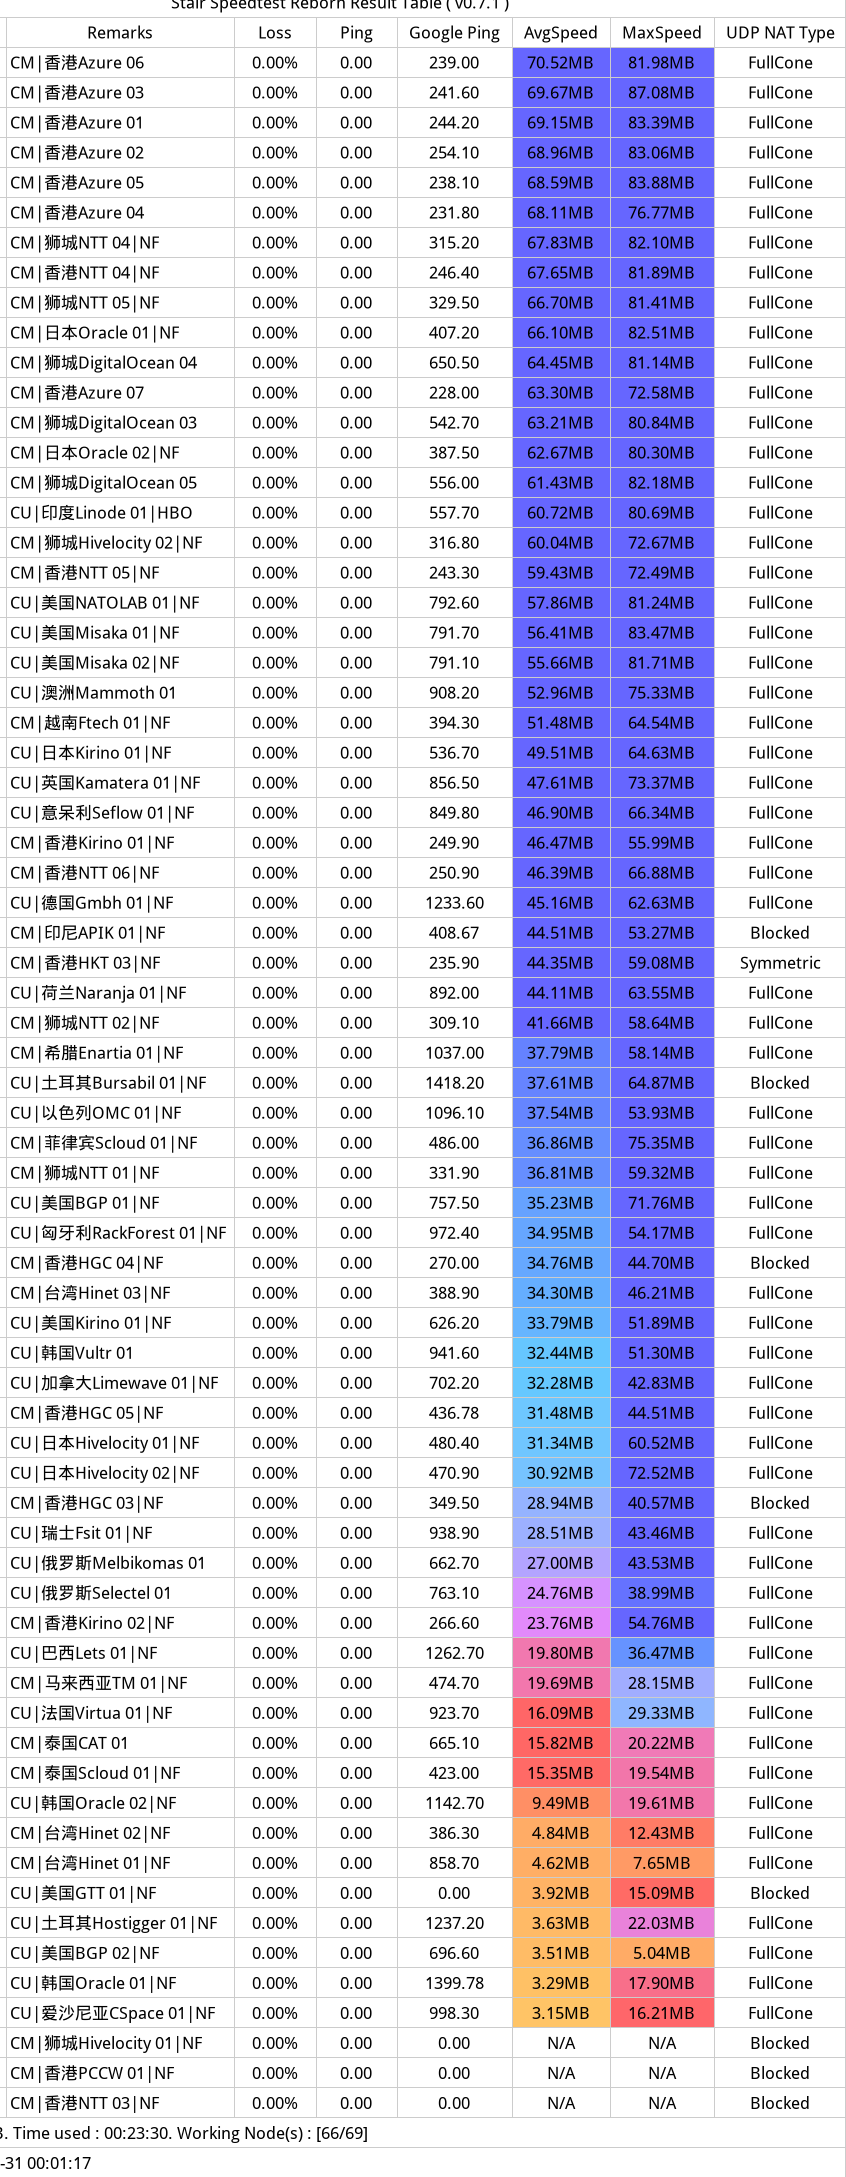 Stair Speedtest Reborn Result Table ( v0.7.1 )
Remarks Loss Ping Google Ping AvgSpeed MaxSpeed UDP NAT Type
CM|香港Azure 06 0.00% 0.00 239.00 70.52MB 81.98MB FullCone
CM|香港Azure 03 0.00% 0.00 241.60 69.67MB 87.08MB FullCone
CM|香港Azure 01 0.00% 0.00 244.20 69.15MB 83.39MB FullCone
CM|香港Azure 02 0.00% 0.00 254.10 68.96MB 83.06MB FullCone
CM|香港Azure 05 0.00% 0.00 238.10 68.59MB 83.88MB FullCone
CM|香港Azure 04 0.00% 0.00 231.80 68.11MB 76.77MB FullCone
CM|狮城NTT 04|NF 0.00% 0.00 315.20 67.83MB 82.10MB FullCone
CM|香港NTT 04|NF 0.00% 0.00 246.40 67.65MB 81.89MB FullCone
CM|狮城NTT 05|NF 0.00% 0.00 329.50 66.70MB 81.41MB FullCone
CM|日本Oracle 01|NF 0.00% 0.00 407.20 66.10MB 82.51MB FullCone
CM|狮城DigitalOcean 04 0.00% 0.00 650.50 64.45MB 81.14MB FullCone
CM|香港Azure 07 0.00% 0.00 228.00 63.30MB 72.58MB FullCone
CM|狮城DigitalOcean 03 0.00% 0.00 542.70 63.21MB 80.84MB FullCone
CM|日本Oracle 02|NF 0.00% 0.00 387.50 62.67MB 80.30MB FullCone
CM|狮城DigitalOcean 05 0.00% 0.00 556.00 61.43MB 82.18MB FullCone
CU|印度Linode 01|HBO 0.00% 0.00 557.70 60.72MB 80.69MB FullCone
CM|狮城Hivelocity 02|NF 0.00% 0.00 316.80 60.04MB 72.67MB FullCone
CM|香港NTT 05|NF 0.00% 0.00 243.30 59.43MB 72.49MB FullCone
CU|美国NATOLAB 01|NF 0.00% 0.00 792.60 57.86MB 81.24MB FullCone
CU|美国Misaka 01|NF 0.00% 0.00 791.70 56.41MB 83.47MB FullCone
CU|美国Misaka 02|NF 0.00% 0.00 791.10 55.66MB 81.71MB FullCone
CU|澳洲Mammoth 01 0.00% 0.00 908.20 52.96MB 75.33MB FullCone
CM|越南Ftech 01|NF 0.00% 0.00 394.30 51.48MB 64.54MB FullCone
CU|日本Kirino 01|NF 0.00% 0.00 536.70 49.51MB 64.63MB FullCone
CU|英国Kamatera 01|NF 0.00% 0.00 856.50 47.61MB 73.37MB FullCone
CU|意呆利Seflow 01|NF 0.00% 0.00 849.80 46.90MB 66.34MB FullCone
CM|香港Kirino 01|NF 0.00% 0.00 249.90 46.47MB 55.99MB FullCone
CM|香港NTT 06|NF 0.00% 0.00 250.90 46.39MB 66.88MB FullCone
CU|德国Gmbh 01|NF 0.00% 0.00 1233.60 45.16MB 62.63MB FullCone
CM|印尼APIK 01|NF 0.00% 0.00 408.67 44.51MB 53.27MB Blocked
CM|香港HKT 03|NF 0.00% 0.00 235.90 44.35MB 59.08MB Symmetric
CU|荷兰Naranja 01|NF 0.00% 0.00 892.00 44.11MB 63.55MB FullCone
CM|狮城NTT 02|NF 0.00% 0.00 309.10 41.66MB 58.64MB FullCone
CM|希腊Enartia 01|NF 0.00% 0.00 1037.00 37.79MB 58.14MB FullCone
CU|土耳其Bursabil 01|NF 0.00% 0.00 1418.20 37.61MB 64.87MB Blocked
CU|以色列OMC 01|NF 0.00% 0.00 1096.10 37.54MB 53.93MB FullCone
CM|菲律宾Scloud 01|NF 0.00% 0.00 486.00 36.86MB 75.35MB FullCone
CM|狮城NTT 01|NF 0.00% 0.00 331.90 36.81MB 59.32MB FullCone
CU|美国BGP 01|NF 0.00% 0.00 757.50 35.23MB 71.76MB FullCone
CU|匈牙利RackForest 01|NF 0.00% 0.00 972.40 34.95MB 54.17MB FullCone
CM|香港HGC 04|NF 0.00% 0.00 270.00 34.76MB 44.70MB Blocked
CM|台湾Hinet 03|NF 0.00% 0.00 388.90 34.30MB 46.21MB FullCone
CU|美国Kirino 01|NF 0.00% 0.00 626.20 33.79MB 51.89MB FullCone
CU|韩国Vultr 01 0.00% 0.00 941.60 32.44MB 51.30MB FullCone
CU|加拿大Limewave 01|NF 0.00% 0.00 702.20 32.28MB 42.83MB FullCone
CM|香港HGC 05|NF 0.00% 0.00 436.78 31.48MB 44.51MB FullCone
CU|日本Hivelocity 01|NF 0.00% 0.00 480.40 31.34MB 60.52MB FullCone
CU|日本Hivelocity 02|NF 0.00% 0.00 470.90 30.92MB 72.52MB FullCone
CM|香港HGC 03|NF 0.00% 0.00 349.50 28.94MB 40.57MB Blocked
CU|瑞士Fsit 01|NF 0.00% 0.00 938.90 28.51MB 43.46MB FullCone
CU|俄罗斯Melbikomas 01 0.00% 0.00 662.70 27.00MB 43.53MB FullCone
CU|俄罗斯Selectel 01 0.00% 0.00 763.10 24.76MB 38.99MB FullCone
CM|香港Kirino 02|NF 0.00% 0.00 266.60 23.76MB 54.76MB FullCone
CU|巴西Lets 01|NF 0.00% 0.00 1262.70 19.80MB 36.47MB FullCone
CM|马来西亚TM 01|NF 0.00% 0.00 474.70 19.69MB 28.15MB FullCone
CU|法国Virtua 01|NF 0.00% 0.00 923.70 16.09MB 29.33MB FullCone
CM|泰国CAT 01 0.00% 0.00 665.10 15.82MB 20.22MB FullCone
CM|泰国Scloud 01|NF 0.00% 0.00 423.00 15.35MB 19.54MB FullCone
CU|韩国Oracle 02|NF 0.00% 0.00 1142.70 9.49MB 19.61MB FullCone
CM|台湾Hinet 02|NF 0.00% 0.00 386.30 4.84MB 12.43MB FullCone
CM|台湾Hinet 01|NF 0.00% 0.00 858.70 4.62MB 7.65MB FullCone
CU|美国GTT 01|NF 0.00% 0.00 0.00 3.92MB 15.09MB Blocked
CU|土耳其Hostigger 01|NF 0.00% 0.00 1237.20 3.63MB 22.03MB FullCone
CU|美国BGP 02|NF 0.00% 0.00 696.60 3.51MB 5.04MB FullCone
CU|韩国Oracle 01|NF 0.00% 0.00 1399.78 3.29MB 17.90MB FullCone
CU|爱沙尼亚CSpace 01|NF 0.00% 0.00 998.30 3.15MB 16.21MB FullCone
CM|狮城Hivelocity 01|NF 0.00% 0.00 0.00 N/A N/A Blocked
CM|香港PCCW 01|NF 0.00% 0.00 0.00 N/A N/A Blocked
CM|香港NTT 03|NF 0.00% 0.00 0.00 N/A N/A Blocked
. Time used : 00:23:30. Working Node(s) : [66/69]
-31 00:01:17